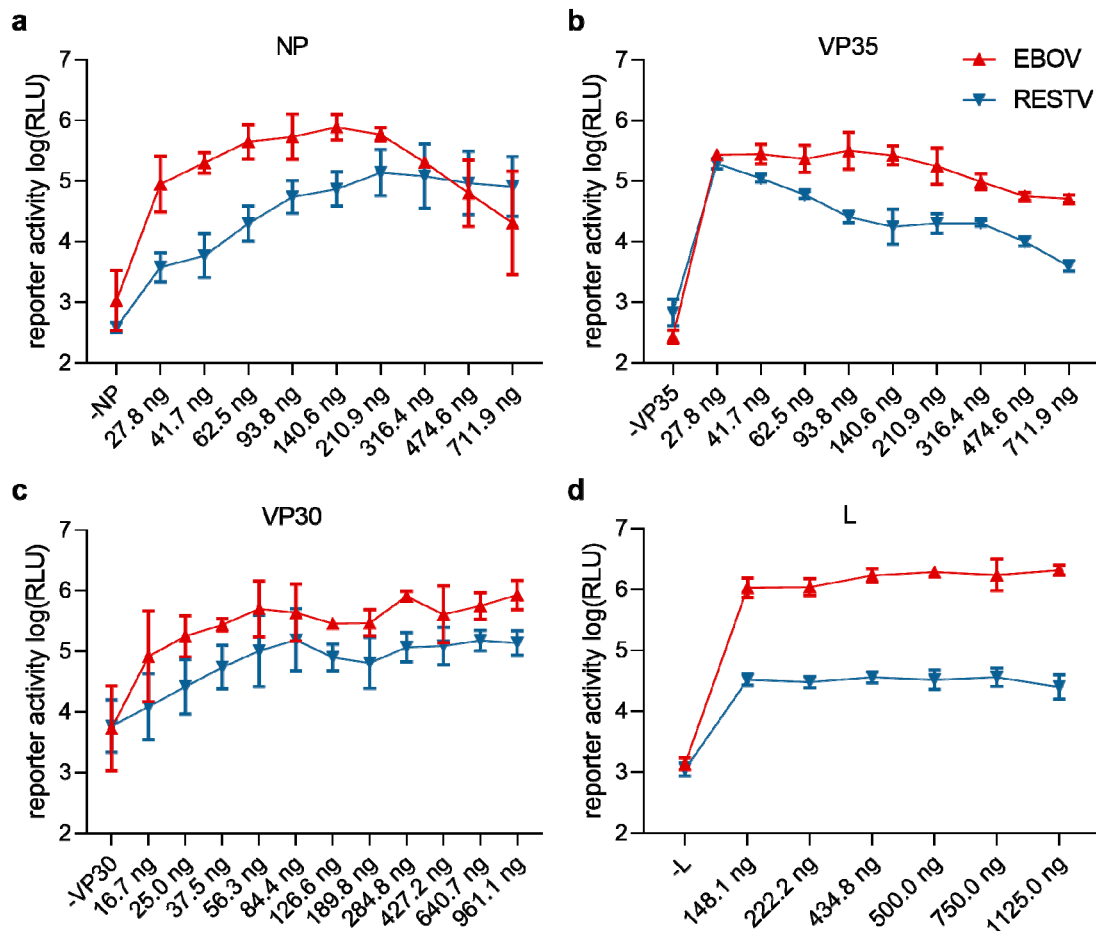 a
NP
reporter activity log(RLU)
7
6
5
4
3
2
-NP
27.8 ng
41.7 ng
62.5 ng
93.8 ng
140.6 ng
210.9 ng
316.4 ng
474.6 ng
711.9 ng
b
VP35
EBOV
RESTV
reporter activity log(RLU)
7
6
5
4
3
2
-VP35
27.8 ng
41.7 ng
62.5 ng
93.8 ng
140.6 ng
210.9 ng
316.4 ng
474.6 ng
711.9 ng
c
VP30
reporter activity log(RLU)
7
6
5
4
3
2
-VP30
16.7 ng
25.0 ng
37.5 ng
56.3 ng
84.4 ng
126.6 ng
189.8 ng
284.8 ng
427.2 ng
640.7 ng
961.1 ng
d
L
reporter activity log(RLU)
7
6
5
4
3
2
-L
148.1 ng
222.2 ng
434.8 ng
500.0 ng
750.0 ng
1125.0 ng